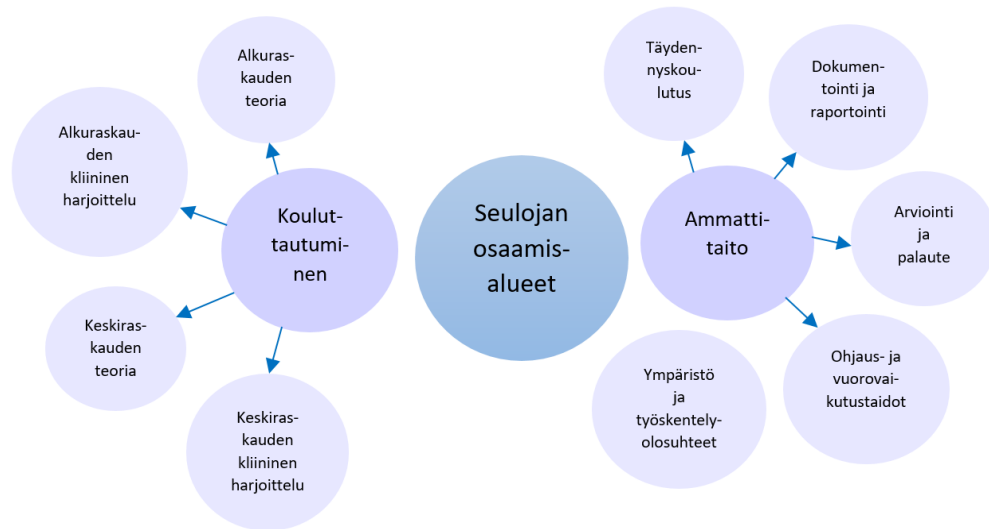 Alkuras-
kauden
teoria
Alkuraskau-
den
kliininen
harjoittelu
Koulut-
tautumi-
nen
Keskiras-
kauden
teoria
Keskiras-
kauden
kliininen
harjoittelu
Seulojan
osaamis-
alueet
Täyden-
nyskou-
lutus
Dokumen-
tointi ja
raportointi
Ammatti-
taito
Arviointi
ja
palaute
Ohjaus- ja
vuorovai-
kutustaidot
Ympäristö
ja
työskentely-
olosuhteet